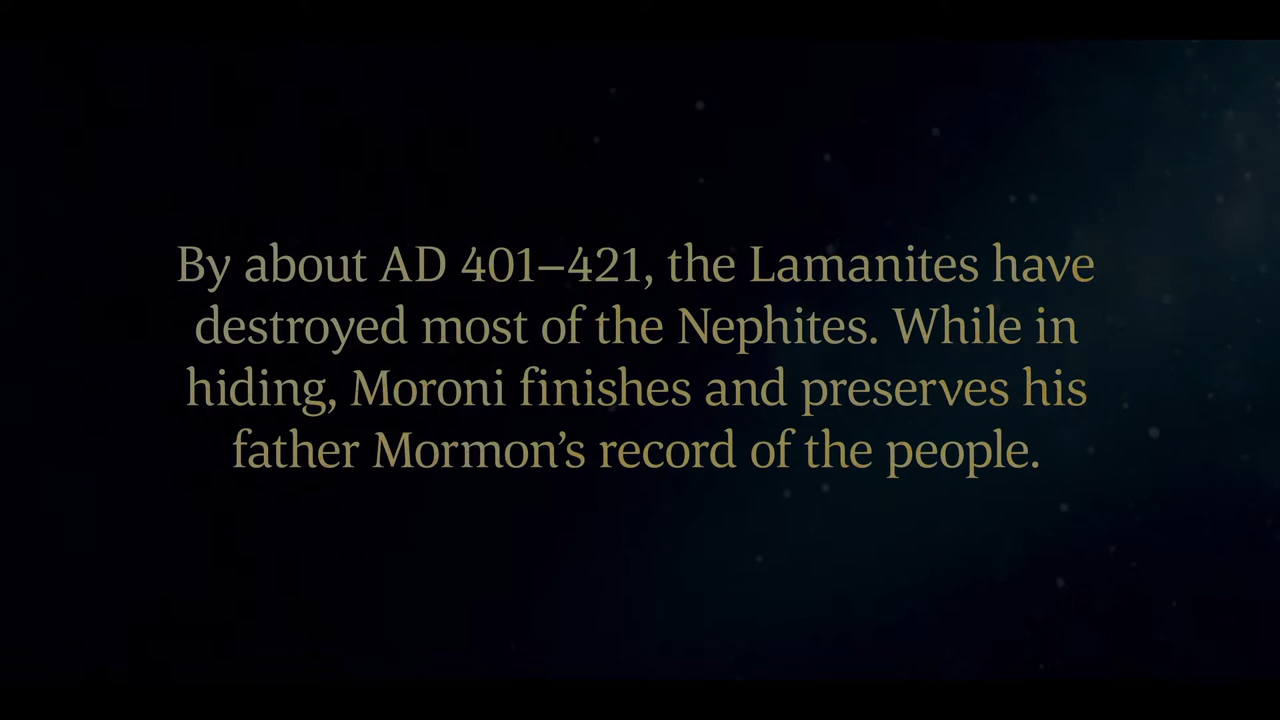 By about AD 401–421, the Lamanites have
destroyed most of the Nephites. While in
hiding, Moroni finishes and preserves his
father Mormon’s record of the people.